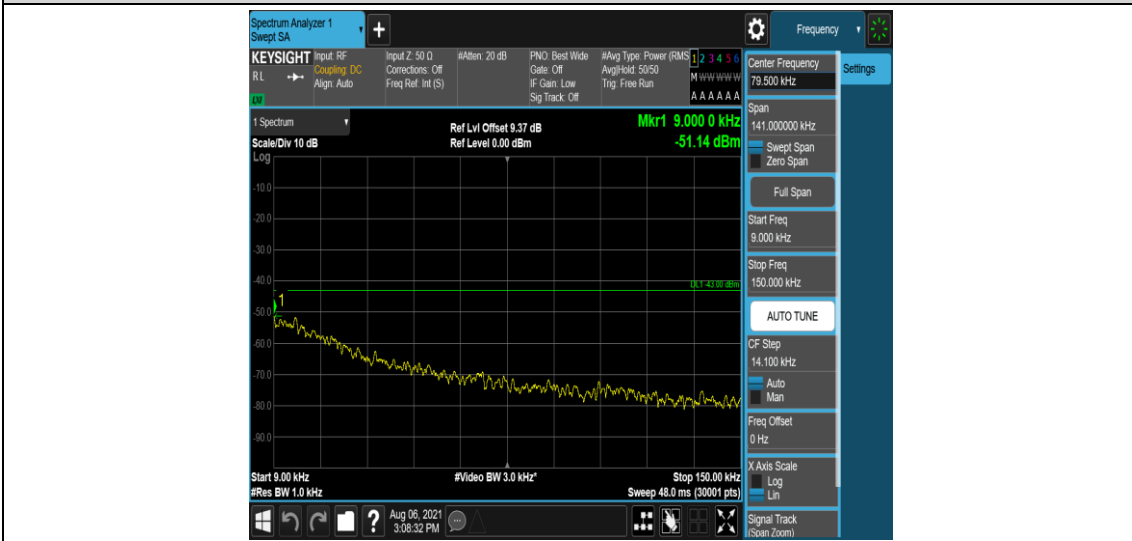 Spectrum Analyzer 1
Swept SA
+
Frequency
KEYSIGHT
Input: RF
Coupling: DC
Align: Auto
Input Z: 50 Ω
Corrections: Off
Freq Ref: Int (S)
#Atten: 20 dB
PNO: Best Wide
Gate: Off
IF Gain: Low
Sig Track: Off
#Avg Type: Power (RMS
Avg|Hold: 50/50
Trig: Free Run
1 2 3 4 5 6
M W W W W W
A A A A A A
R L
LXI
Center Frequency
79.500 kHz
Settings
Span
141.000000 kHz
Swept Span
Zero Span
Full Span
Start Freq
9.000 kHz
Stop Freq
150.000 kHz
AUTO TUNE
CF Step
14.100 kHz
Auto
Man
Freq Offset
0 Hz
X Axis Scale
Log
Lin
Signal Track
(Span Zoom)
1 Spectrum
Scale/Div 10 dB
Log
Ref Lvl Offset 9.37 dB
Ref Level 0.00 dBm
Mkr1 9.000 0 kHz
-51.14 dBm
-10.0
-20.0
-30.0
-40.0
DL1 -43.00 dBm
1
-50.0
-60.0
-70.0
-80.0
-90.0
Start 9.00 kHz
#Video BW 3.0 kHz*
Stop 150.00 kHz
#Res BW 1.0 kHz
Sweep 48.0 ms (30001 pts)
?
Aug 06, 2021
3:08:32 PM